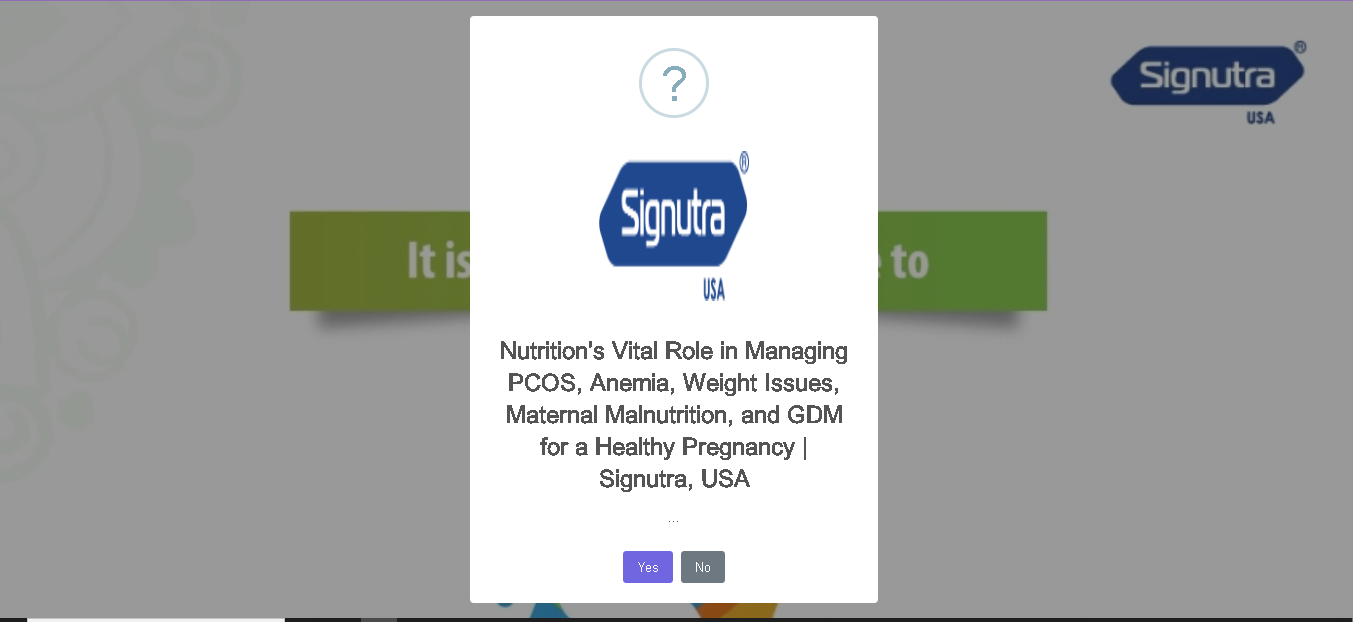 Signutra
®
USA
It is
e to
?
Signutra
®
USA
Nutrition's Vital Role in Managing
PCOS, Anemia, Weight Issues,
Maternal Malnutrition, and GDM
for a Healthy Pregnancy |
Signutra, USA
...
Yes
No